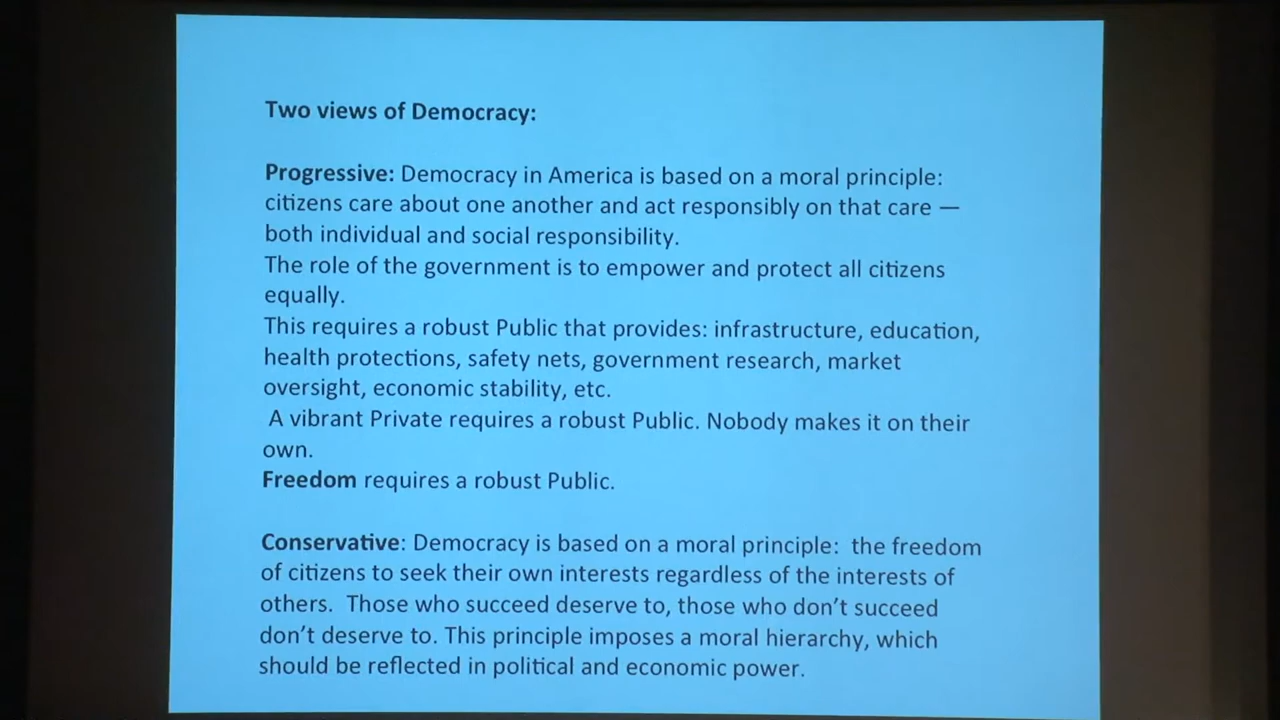 Two views of Democracy:
Progressive: Democracy in America is based on a moral principle:
citizens care about one another and act responsibly on that care —
both individual and social responsibility.
The role of the government is to empower and protect all citizens
equally.
This requires a robust Public that provides: infrastructure, education,
health protections, safety nets, government research, market
oversight, economic stability, etc.
A vibrant Private requires a robust Public. Nobody makes it on their
own.
Freedom requires a robust Public.
Conservative: Democracy is based on a moral principle:  the freedom
of citizens to seek their own interests regardless of the interests of
others.  Those who succeed deserve to, those who don’t succeed
don’t deserve to. This principle imposes a moral hierarchy, which
should be reflected in political and economic power.